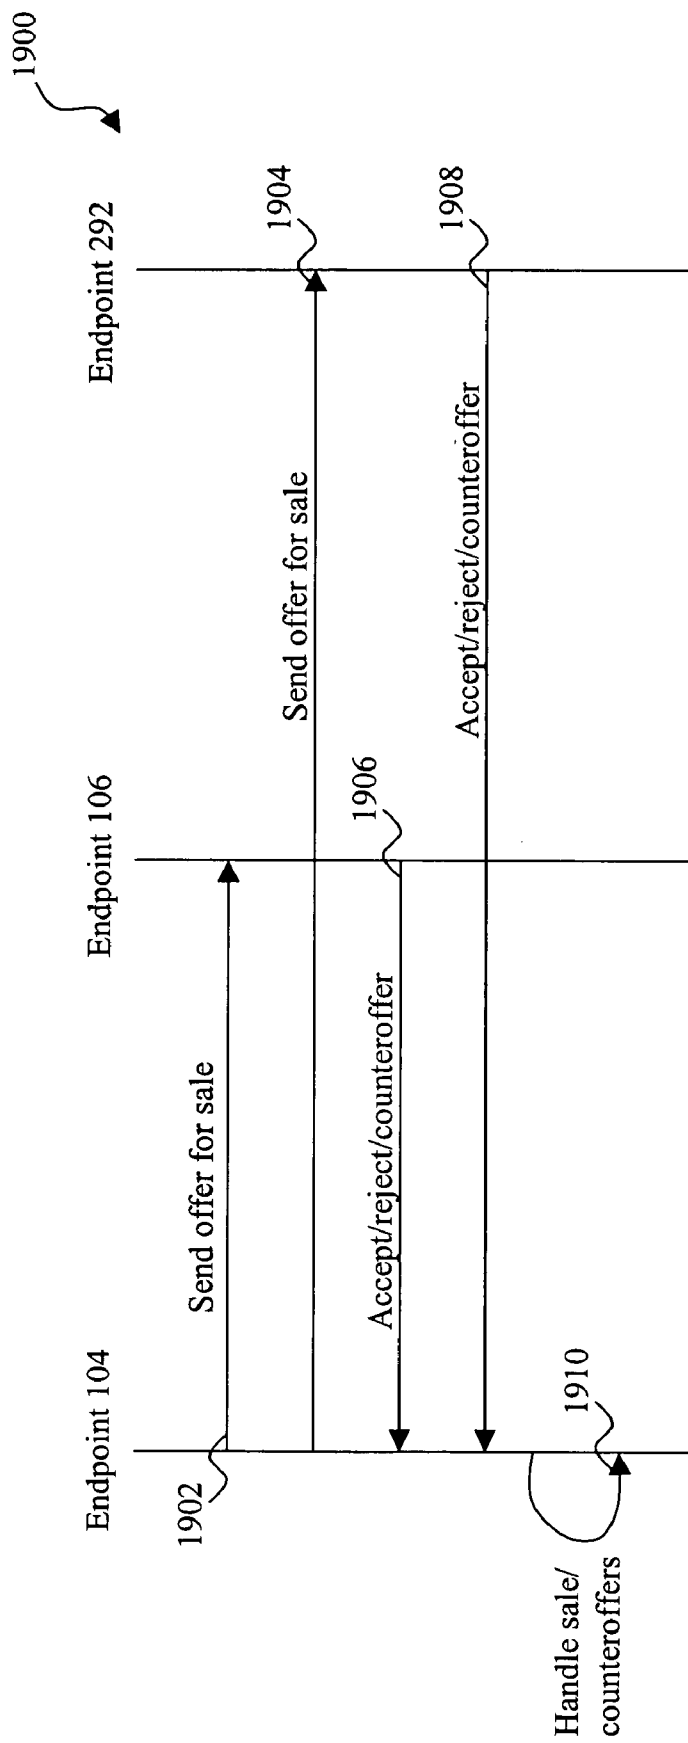 1900
Endpoint 104
Endpoint 106
Endpoint 292
1902
Send offer for sale
Send offer for sale
1904
Accept/reject/counteroffer
1906
Accept/reject/counteroffer
1908
Handle sale/
counteroffers
1910